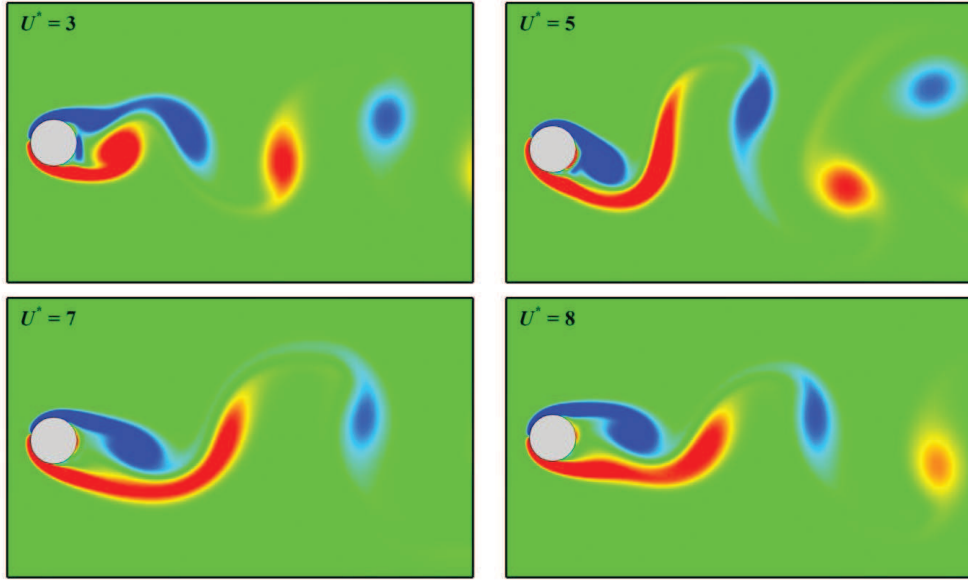 U* = 3
U* = 5
U* = 7
U* = 8